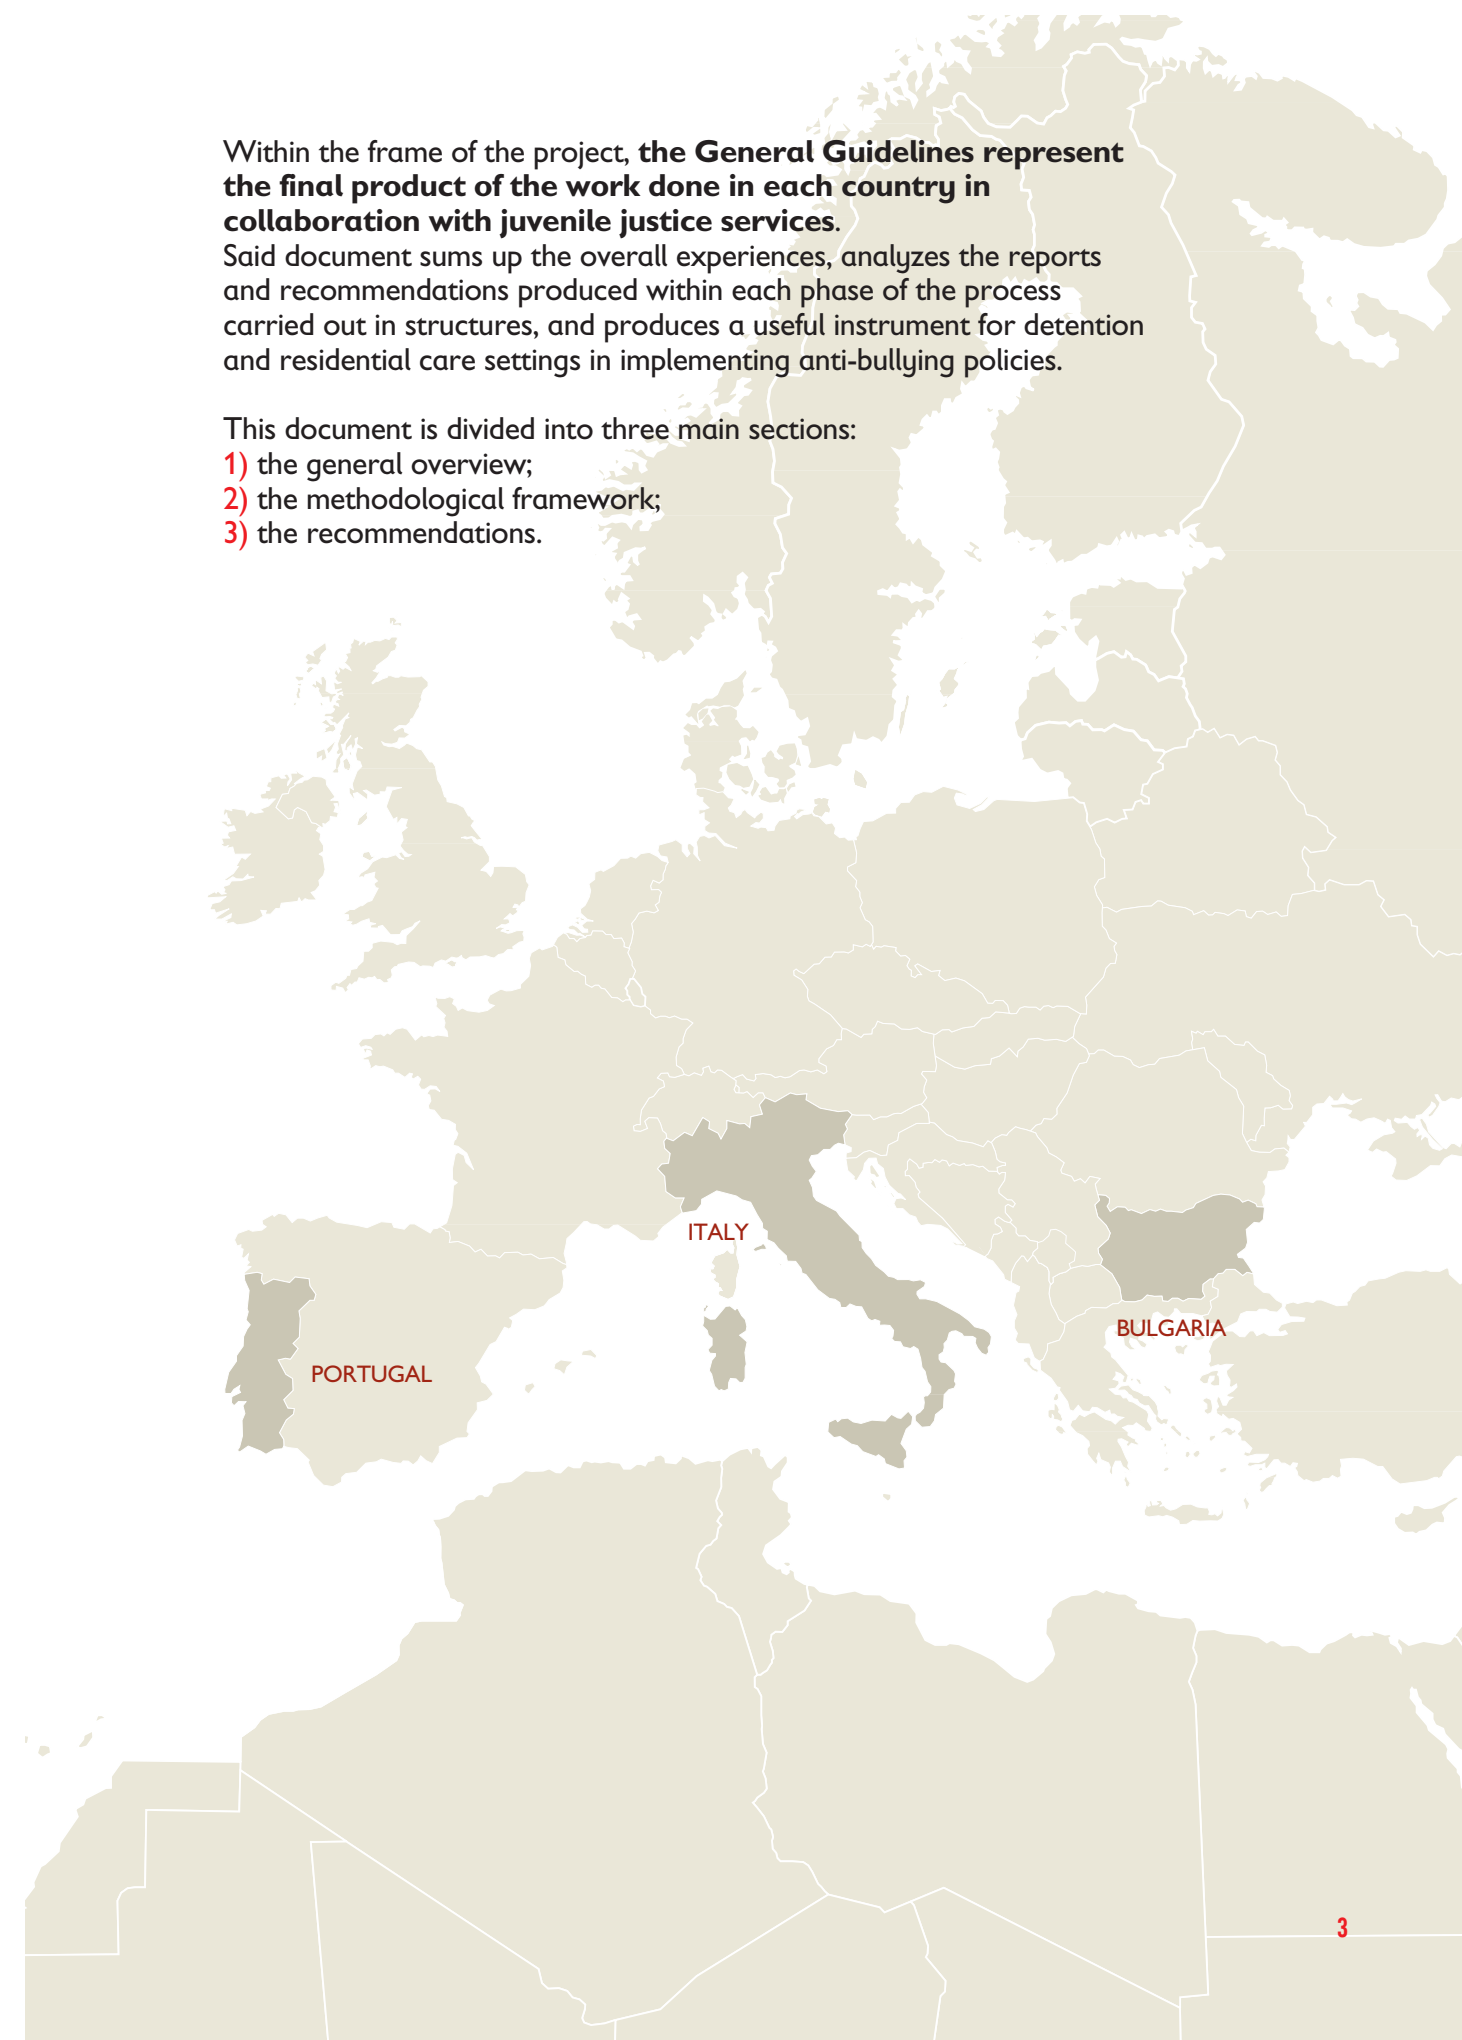 Within the frame of the project, the General Guidelines represent
the final product of the work done in each country in
collaboration with juvenile justice services.
Said document sums up the overall experiences, analyzes the reports
and recommendations produced within each phase of the process
carried out in structures, and produces a useful instrument for detention
and residential care settings in implementing anti-bullying policies.
This document is divided into three main sections:
1) the general overview;
2) the methodological framework;
3) the recommendations.
ITALY
BULGARIA
PORTUGAL
3